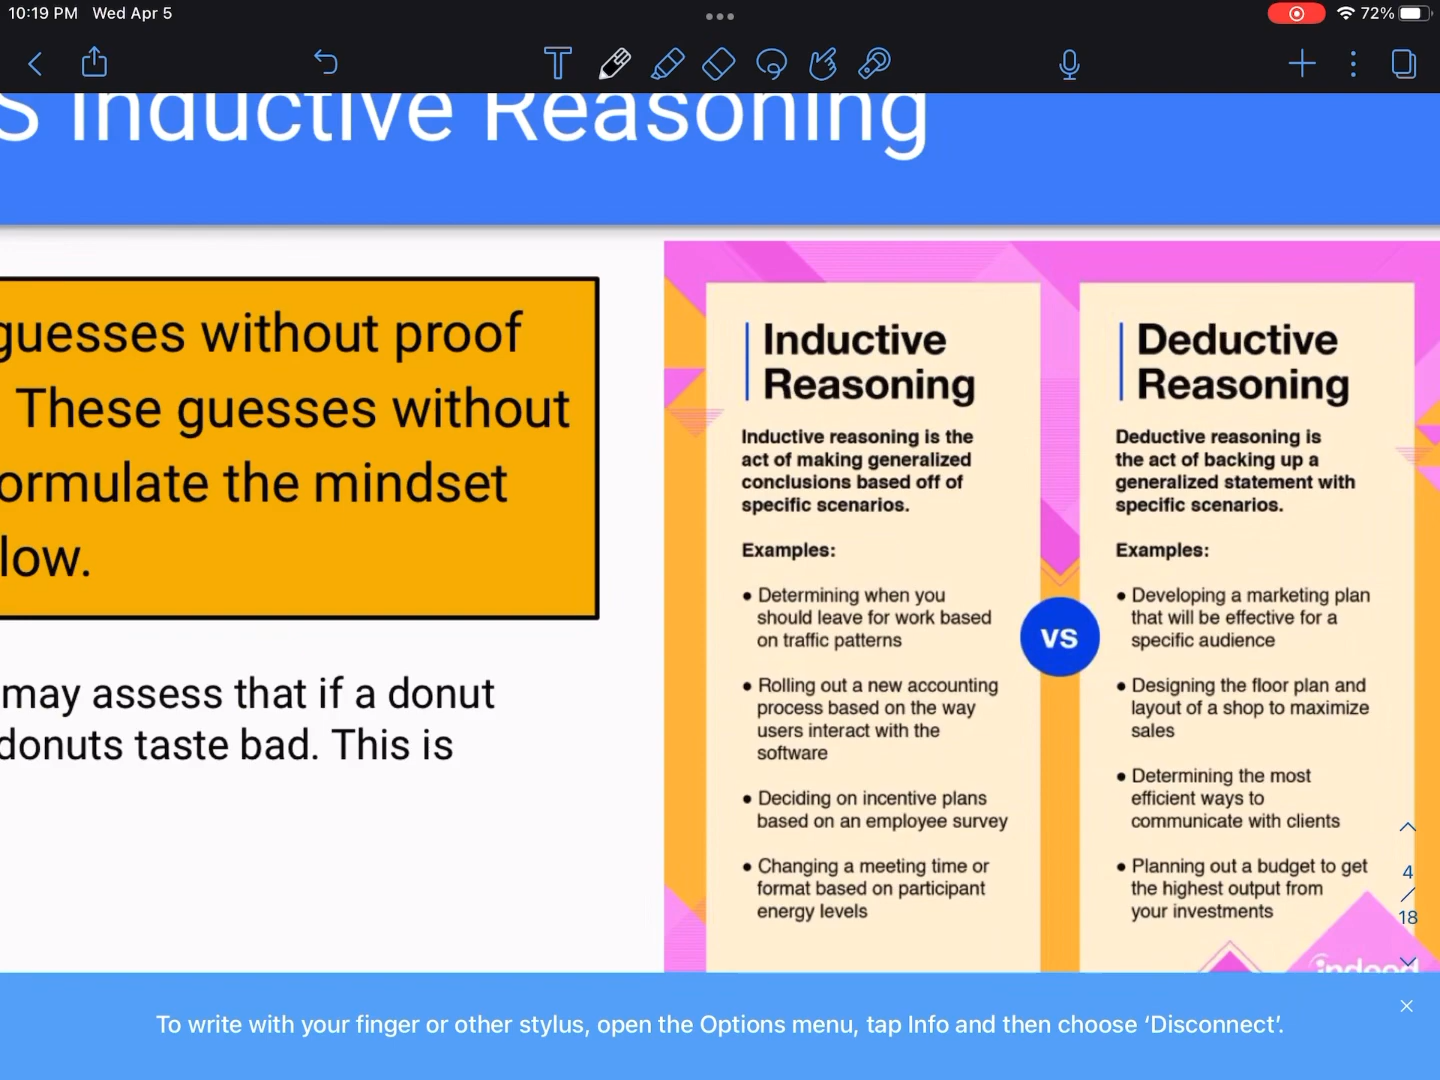 10:19 PM Wed Apr 5
72%
S Inductive Reasoning
guesses without proof
These guesses without
ormulate the mindset
low.
may assess that if a donut
donuts taste bad. This is
Inductive
Reasoning
Inductive reasoning is the
act of making generalized
conclusions based off of
specific scenarios.
Examples:
• Determining when you
should leave for work based
on traffic patterns
• Rolling out a new accounting
process based on the way
users interact with the
software
• Deciding on incentive plans
based on an employee survey
• Changing a meeting time or
format based on participant
energy levels
VS
Deductive
Reasoning
Deductive reasoning is
the act of backing up a
generalized statement with
specific scenarios.
Examples:
• Developing a marketing plan
that will be effective for a
specific audience
• Designing the floor plan and
layout of a shop to maximize
sales
• Determining the most
efficient ways to
communicate with clients
• Planning out a budget to get
the highest output from
your investments
indeed
4
/
18
To write with your finger or other stylus, open the Options menu, tap Info and then choose ‘Disconnect’.